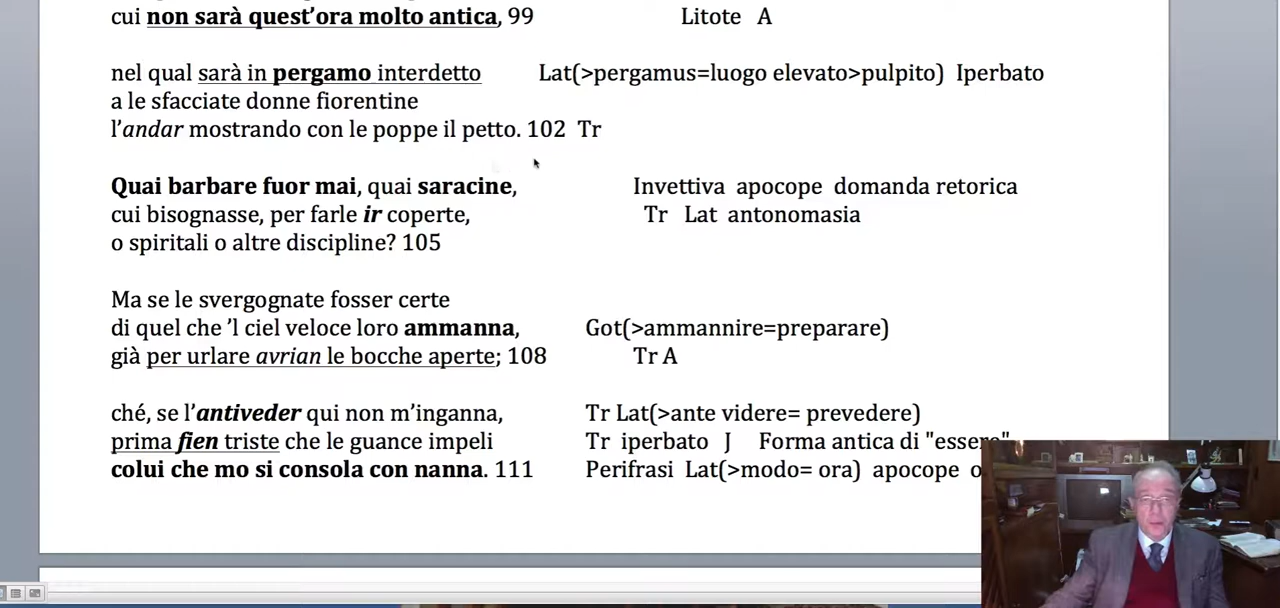 cui non sarà quest'ora molto antica, 99 Litote A
nel qual sarà in pergamo interdetto Lat(>pergamus=luogo elevato>pulpito) Iperbato
a le sfacciate donne fiorentine
l'andar mostrando con le poppe il petto. 102 Tr
Quai barbare fuor mai, quai saracine, Invettiva apocope domanda retorica
cui bisognasse, per farle ir coperte, Tr Lat antonomasia
o spiritali o altre discipline? 105
Ma se le svergognate fosser certe
di quel che 'l ciel veloce loro ammanna, Got(>ammannire=preparare)
già per urlare avrian le bocche aperte; 108 Tr A
ché, se l'antiveder qui non m'inganna, Tr Lat(>ante videre= prevedere)
prima fien triste che le guance impeli Tr iperbato J Forma antica di "essere"
colui che mo si consola con nanna. 111 Perifrasi Lat(>modo= ora) apocope